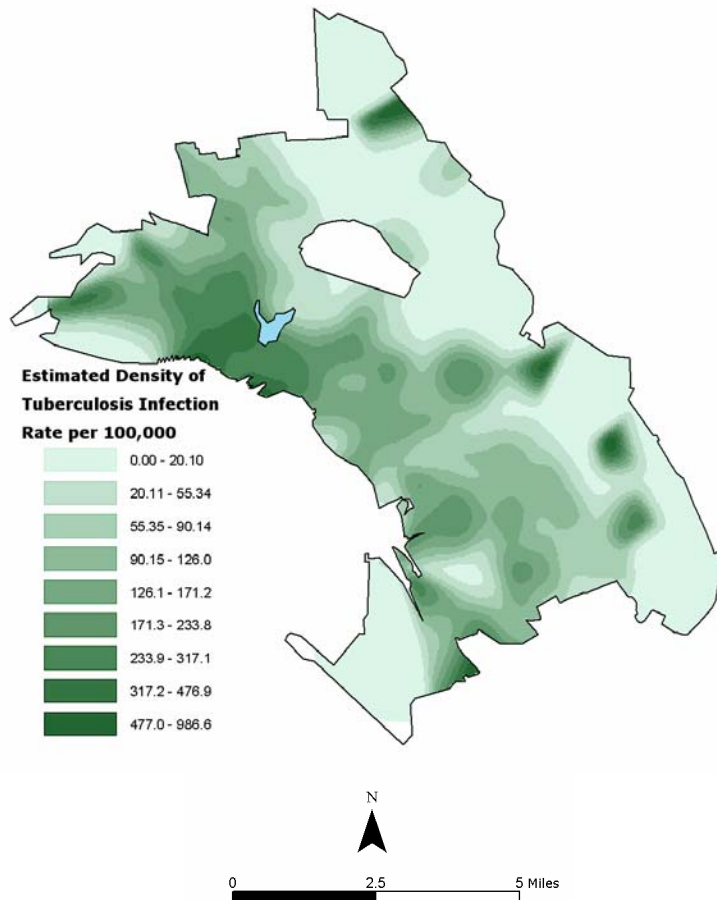 Estimated Density of
Tuberculosis Infection
Rate per 100,000
0.00 - 20.10
20.11 - 55.34
55.35 - 90.14
90.15 - 126.0
126.1 - 171.2
171.3 - 233.8
233.9 - 317.1
317.2 - 476.9
477.0 - 986.6
N
0 2.5 5 Miles